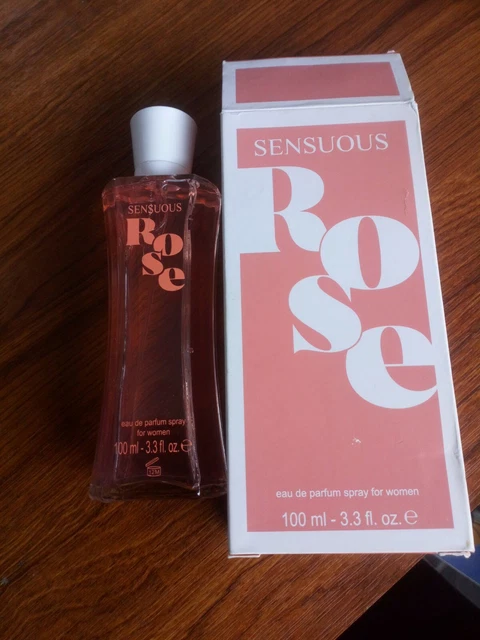 SENSUOUS
Rose
eau de parfum spray
for women
100 ml - 3.3 fl. oz. ℮
12M
SENSUOUS
Rose
eau de parfum spray for women
100 ml - 3.3 fl. oz. ℮